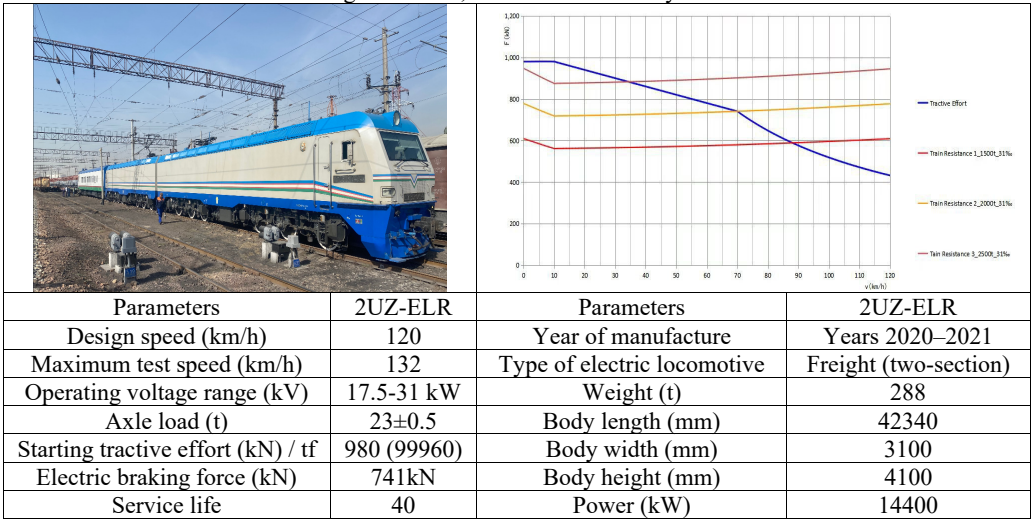 1,200
F (kN)
1,000
800
600
400
200
0
0 10 20 30 40 50 60 70 80 90 100 110 120
v(km/h)
Tractive Effort
Train Resistance 1_1500t_31‰
Train Resistance 2_2000t_31‰
Tain Resistance 3_2500t_31‰
Parameters 2UZ-ELR Parameters 2UZ-ELR
Design speed (km/h) 120 Year of manufacture Years 2020–2021
Maximum test speed (km/h) 132 Type of electric locomotive Freight (two-section)
Operating voltage range (kV) 17.5-31 kW Weight (t) 288
Axle load (t) 23±0.5 Body length (mm) 42340
Starting tractive effort (kN) / tf 980 (99960) Body width (mm) 3100
Electric braking force (kN) 741kN Body height (mm) 4100
Service life 40 Power (kW) 14400